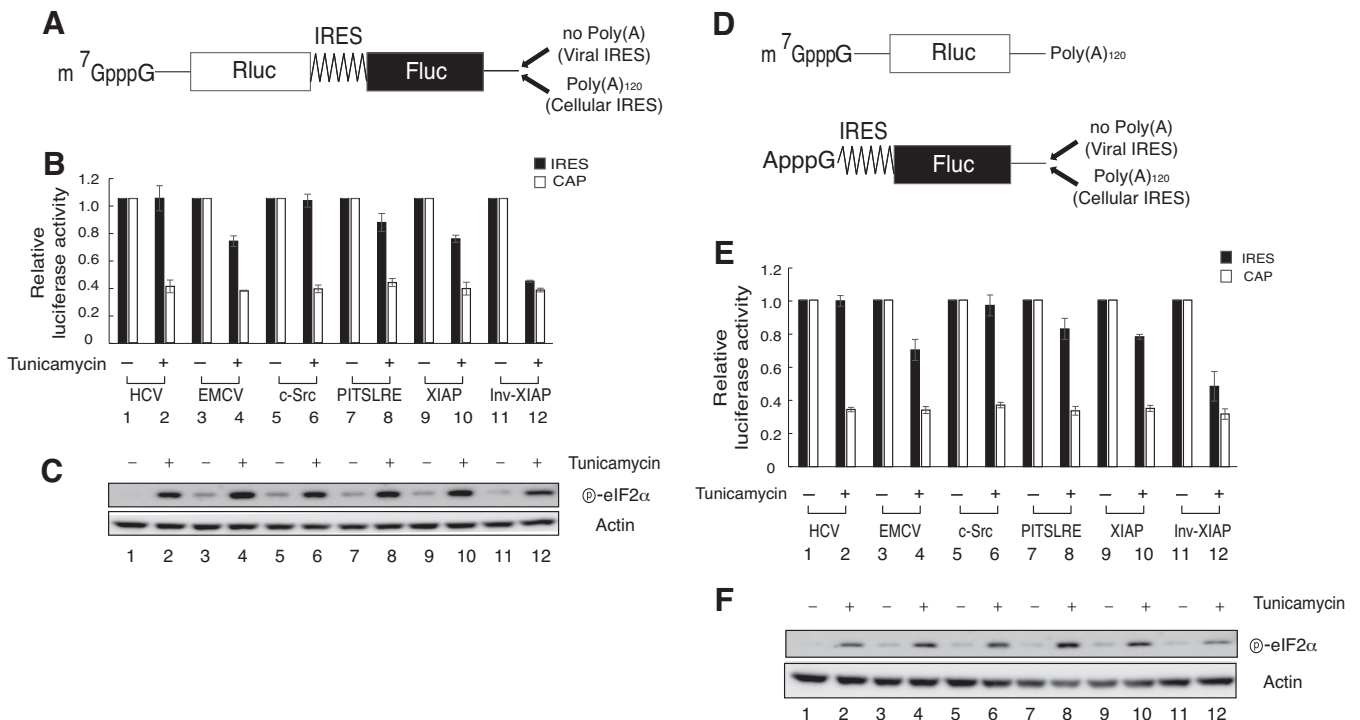 A
m ⁷GpppG
Rluc
IRES
Fluc
no Poly(A)
(Viral IRES)
Poly(A)₁₂₀
(Cellular IRES)
B
IRES
CAP
Relative
luciferase activity
1.2
1.0
0.8
0.6
0.4
0.2
0
Tunicamycin – + – + – + – + – + – +
HCV EMCV c-Src PITSLRE XIAP Inv-XIAP
1 2 3 4 5 6 7 8 9 10 11 12
C
– + – + – + – + – + – + Tunicamycin
Ⓟ-eIF2α
Actin
1 2 3 4 5 6 7 8 9 10 11 12
D
m ⁷GpppG
Rluc
Poly(A)₁₂₀
IRES
ApppG
Fluc
no Poly(A)
(Viral IRES)
Poly(A)₁₂₀
(Cellular IRES)
E
IRES
CAP
Relative
luciferase activity
1.2
1.0
0.8
0.6
0.4
0.2
0
Tunicamycin – + – + – + – + – + – +
HCV EMCV c-Src PITSLRE XIAP Inv-XIAP
1 2 3 4 5 6 7 8 9 10 11 12
F
– + – + – + – + – + – + Tunicamycin
Ⓟ-eIF2α
Actin
1 2 3 4 5 6 7 8 9 10 11 12